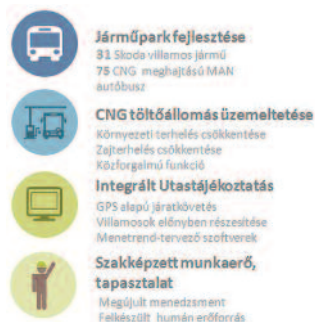 Járműpark fejlesztése
31 Skoda villamos jármű
75 CNG meghajtású MAN
autóbusz
CNG töltőállomás üzemeltetése
Környezeti terhelés csökkentése
Zajterhelés csökkentése
Közforgalmú funkció
Integrált Utastájékoztatás
GPS alapú járatkövetés
Villamosok előnyben részesítése
Menetrend-tervező szoftverek
Szakképzett munkaerő,
tapasztalat
Megújult menedzsment
Felkészült humán erőforrás